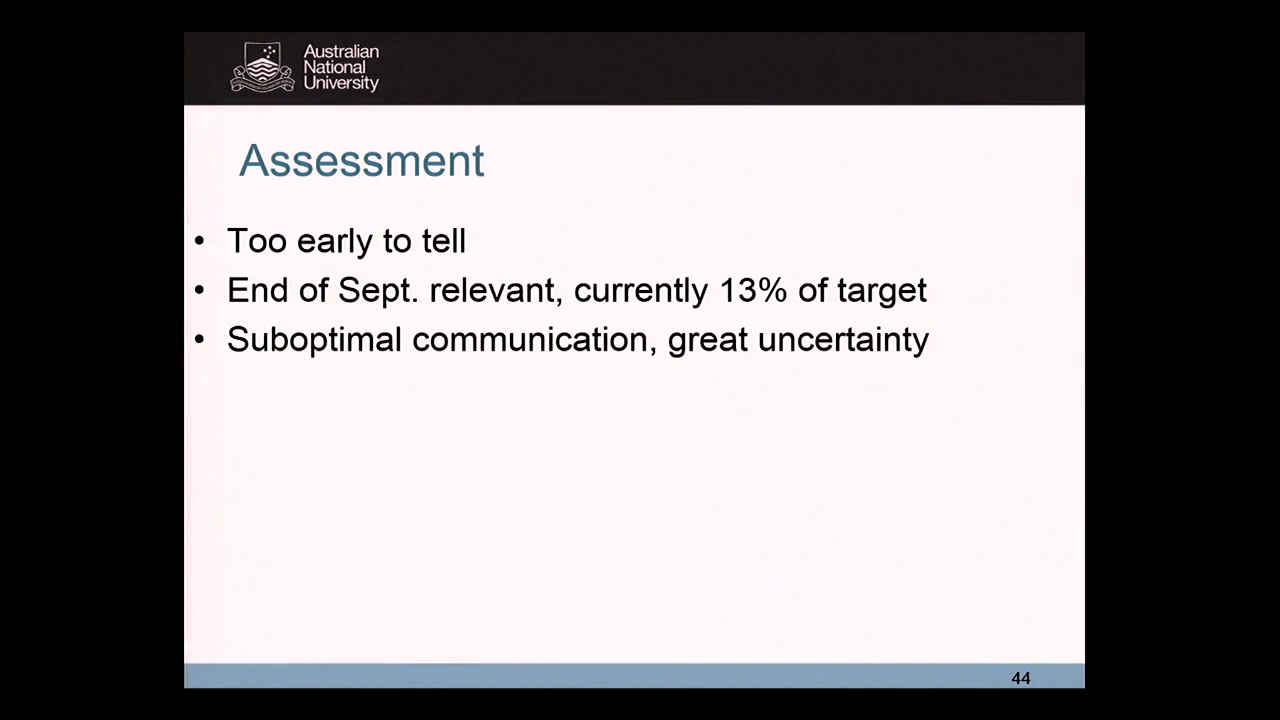 Australian
National
University
Assessment
• Too early to tell
• End of Sept. relevant, currently 13% of target
• Suboptimal communication, great uncertainty
44